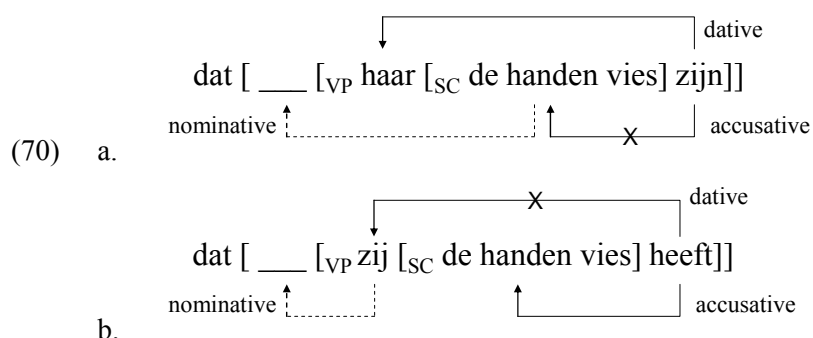 dative
dat [ ___ [VP haar [SC de handen vies] zijn]]
nominative X accusative
(70) a.
X dative
dat [ ___ [VP zij [SC de handen vies] heeft]]
nominative accusative
b.